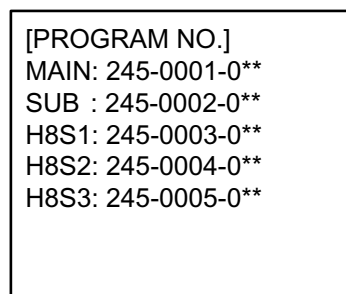 [PROGRAM NO.]
MAIN: 245-0001-0**
SUB : 245-0002-0**
H8S1: 245-0003-0**
H8S2: 245-0004-0**
H8S3: 245-0005-0**